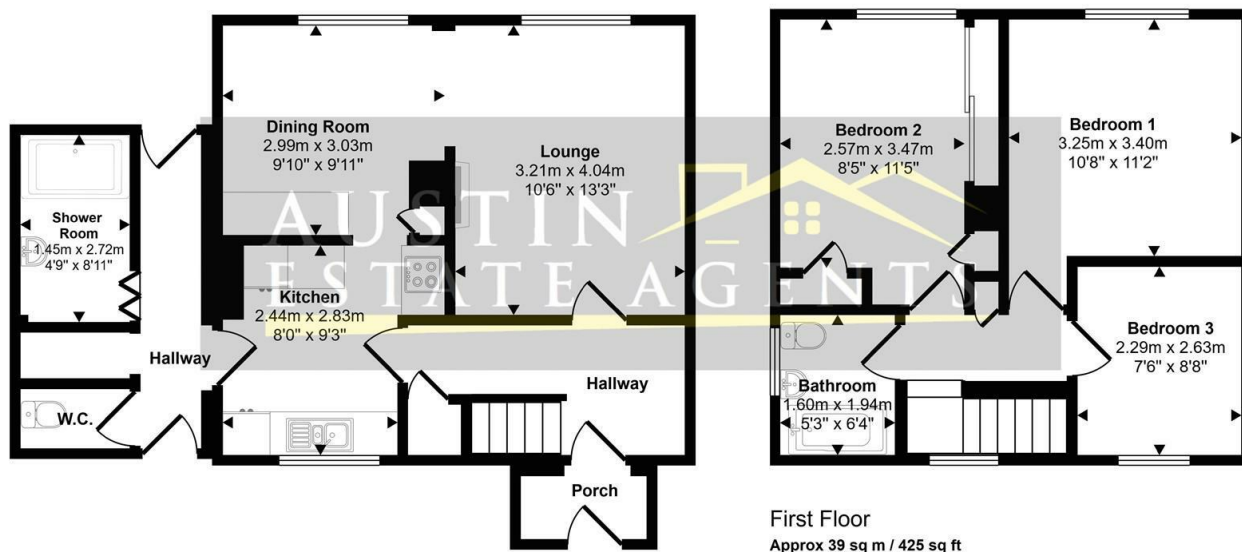 Dining Room
2.99m x 3.03m
9'10" x 9'11"
Lounge
3.21m x 4.04m
10'6" x 13'3"
Shower
Room
1.45m x 2.72m
4'9" x 8'11"
Kitchen
2.44m x 2.83m
8'0" x 9'3"
Hallway
W.C.
Hallway
Porch
Bedroom 2
2.57m x 3.47m
8'5" x 11'5"
Bedroom 1
3.25m x 3.40m
10'8" x 11'2"
Bedroom 3
2.29m x 2.63m
7'6" x 8'8"
Bathroom
1.60m x 1.94m
5'3" x 6'4"
AUSTIN
ESTATE AGENTS
First Floor
Approx 39 sq m / 425 sq ft